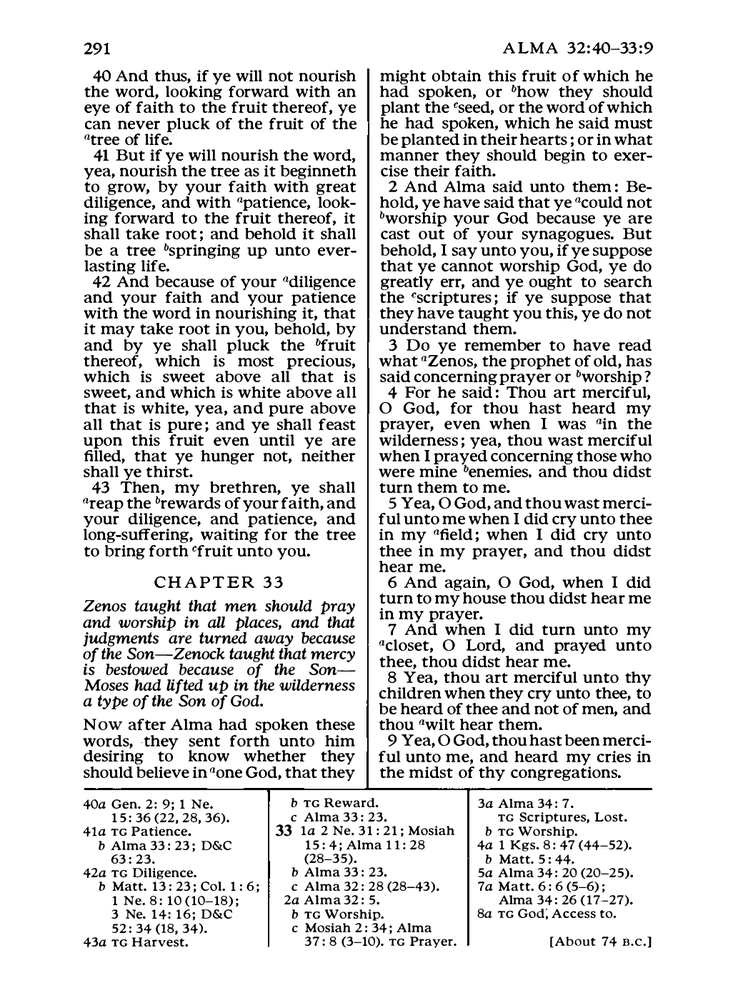 291
ALMA 32:40–33:9
40 And thus, if ye will not nourish
the word, looking forward with an
eye of faith to the fruit thereof, ye
can never pluck of the fruit of the
ᵃtree of life.
41 But if ye will nourish the word,
yea, nourish the tree as it beginneth
to grow, by your faith with great
diligence, and with ᵃpatience, look-
ing forward to the fruit thereof, it
shall take root; and behold it shall
be a tree ᵇspringing up unto ever-
lasting life.
42 And because of your ᵃdiligence
and your faith and your patience
with the word in nourishing it, that
it may take root in you, behold, by
and by ye shall pluck the ᵇfruit
thereof, which is most precious,
which is sweet above all that is
sweet, and which is white above all
that is white, yea, and pure above
all that is pure; and ye shall feast
upon this fruit even until ye are
filled, that ye hunger not, neither
shall ye thirst.
43 Then, my brethren, ye shall
ᵃreap the ᵇrewards of your faith, and
your diligence, and patience, and
long-suffering, waiting for the tree
to bring forth ᶜfruit unto you.
CHAPTER 33
Zenos taught that men should pray
and worship in all places, and that
judgments are turned away because
of the Son—Zenock taught that mercy
is bestowed because of the Son—
Moses had lifted up in the wilderness
a type of the Son of God.
NOW after Alma had spoken these
words, they sent forth unto him
desiring to know whether they
should believe in ᵃone God, that they
might obtain this fruit of which he
had spoken, or ᵇhow they should
plant the ᶜseed, or the word of which
he had spoken, which he said must
be planted in their hearts; or in what
manner they should begin to exer-
cise their faith.
2 And Alma said unto them: Be-
hold, ye have said that ye ᵃcould not
ᵇworship your God because ye are
cast out of your synagogues. But
behold, I say unto you, if ye suppose
that ye cannot worship God, ye do
greatly err, and ye ought to search
the ᶜscriptures; if ye suppose that
they have taught you this, ye do not
understand them.
3 Do ye remember to have read
what ᵃZenos, the prophet of old, has
said concerning prayer or ᵇworship?
4 For he said: Thou art merciful,
O God, for thou hast heard my
prayer, even when I was ᵃin the
wilderness; yea, thou wast merciful
when I prayed concerning those who
were mine ᵇenemies, and thou didst
turn them to me.
5 Yea, O God, and thou wast merci-
ful unto me when I did cry unto thee
in my ᵃfield; when I did cry unto
thee in my prayer, and thou didst
hear me.
6 And again, O God, when I did
turn to my house thou didst hear me
in my prayer.
7 And when I did turn unto my
ᵃcloset, O Lord, and prayed unto
thee, thou didst hear me.
8 Yea, thou art merciful unto thy
children when they cry unto thee, to
be heard of thee and not of men, and
thou ᵃwilt hear them.
9 Yea, O God, thou hast been merci-
ful unto me, and heard my cries in
the midst of thy congregations.
40a Gen. 2: 9; 1 Ne.
15: 36 (22, 28, 36).
41a TG Patience.
b Alma 33: 23; D&C
63: 23.
42a TG Diligence.
b Matt. 13: 23; Col. 1: 6;
1 Ne. 8: 10 (10–18);
3 Ne. 14: 16; D&C
52: 34 (18, 34).
43a TG Harvest.
b TG Reward.
c Alma 33: 23.
33 1a 2 Ne. 31: 21; Mosiah
15: 4; Alma 11: 28
(28–35).
b Alma 33: 23.
c Alma 32: 28 (28–43).
2a Alma 32: 5.
b TG Worship.
c Mosiah 2: 34; Alma
37: 8 (3–10). TG Prayer.
3a Alma 34: 7.
TG Scriptures, Lost.
b TG Worship.
4a 1 Kgs. 8: 47 (44–52).
b Matt. 5: 44.
5a Alma 34: 20 (20–25).
7a Matt. 6: 6 (5–6);
Alma 34: 26 (17–27).
8a TG God, Access to.
[About 74 B.C.]